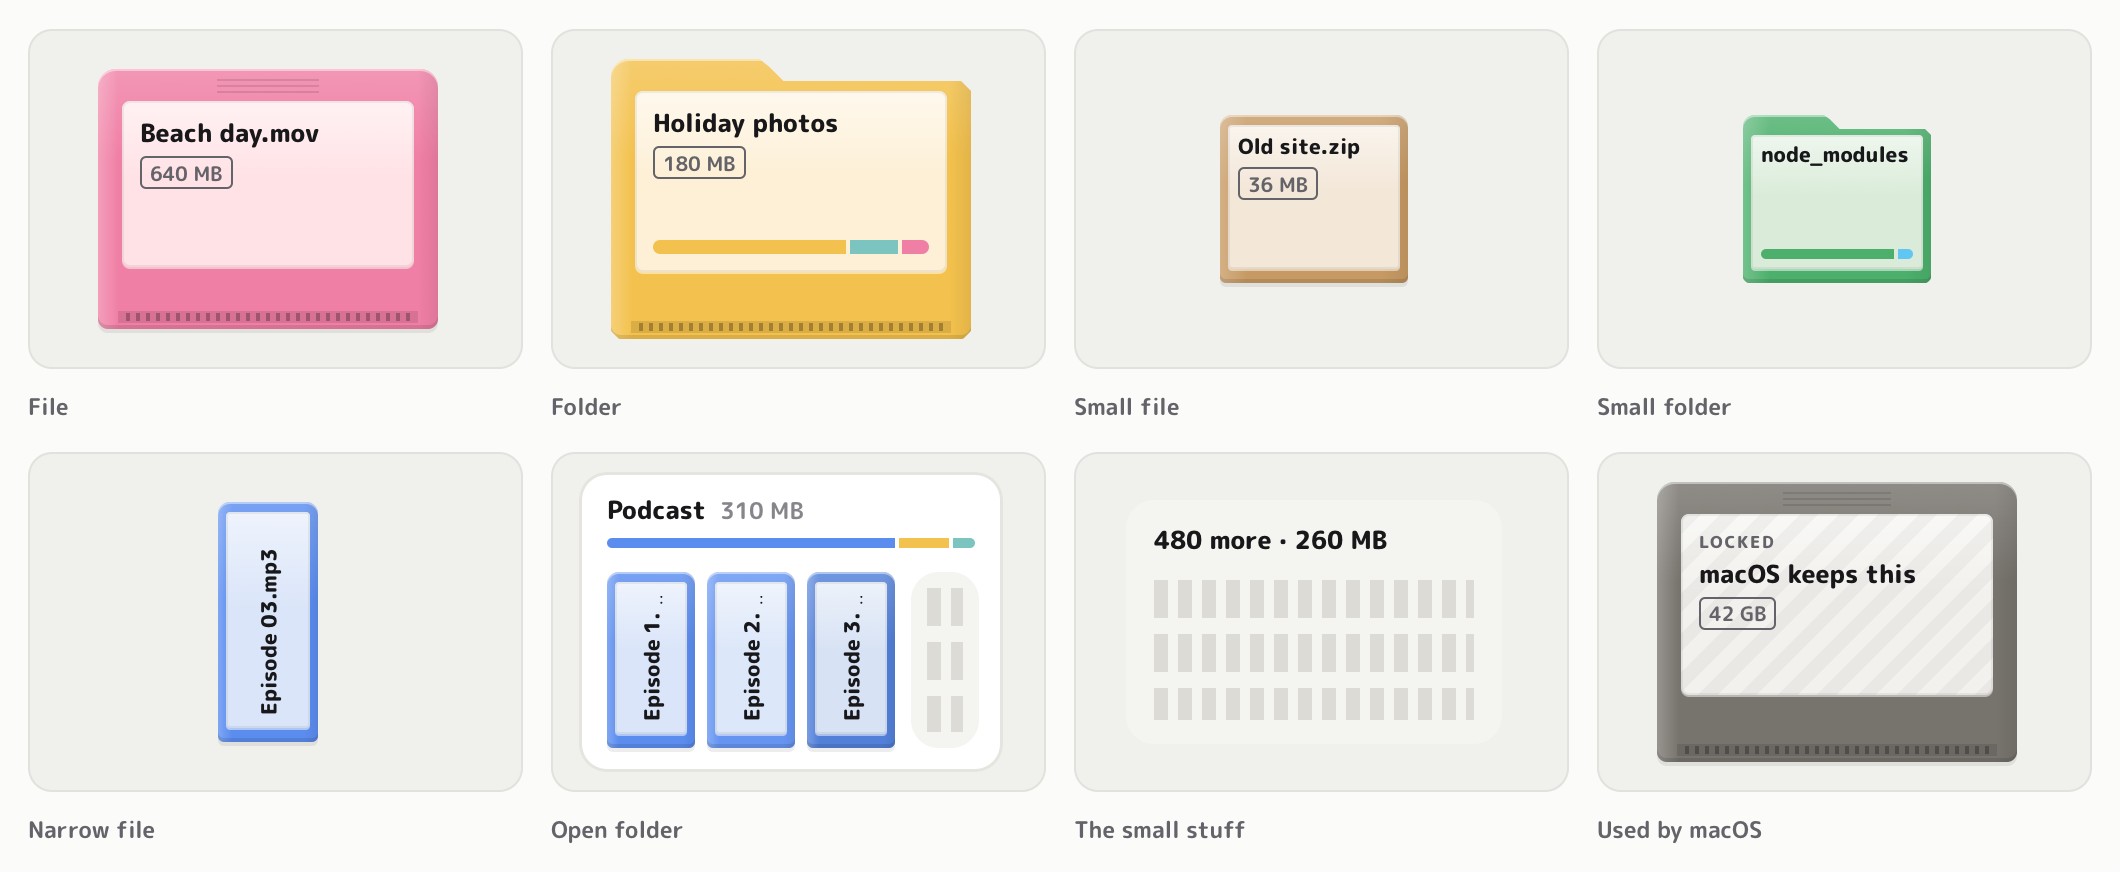 Beach day.mov
640 MB
Holiday photos
180 MB
Old site.zip
36 MB
node_modules
File
Folder
Small file
Small folder
Episode 03.mp3
Podcast 310 MB
Episode 1. ..
Episode 2. ..
Episode 3. ..
480 more · 260 MB
LOCKED
macOS keeps this
42 GB
Narrow file
Open folder
The small stuff
Used by macOS